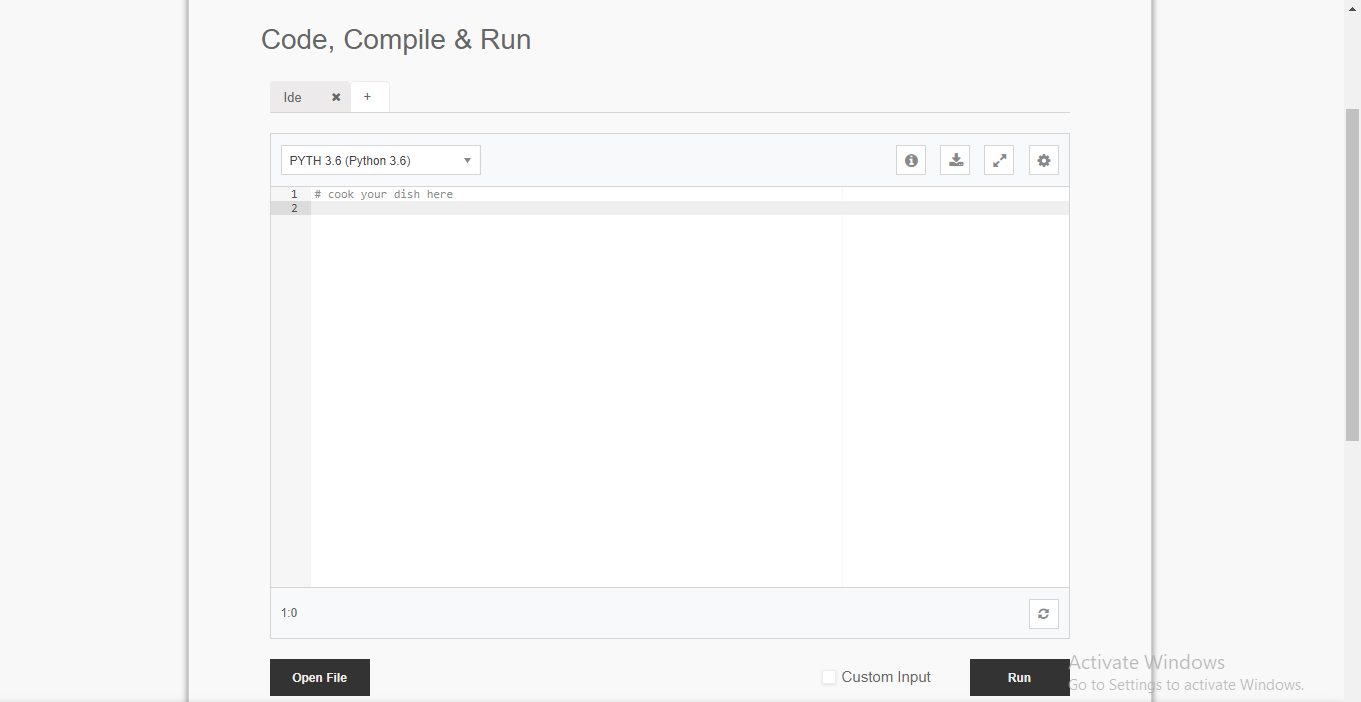 Code, Compile & Run
Ide ✖ +
PYTH 3.6 (Python 3.6)
1 # cook your dish here
2
1:0
Open File
Custom Input
Run
Activate Windows
Go to Settings to activate Windows.